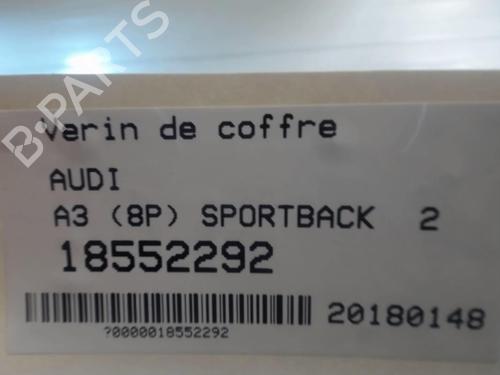 B-PARTS
Verin de coffre
AUDI
A3 (8P) SPORTBACK 2
18552292
20180148
?0000018552292